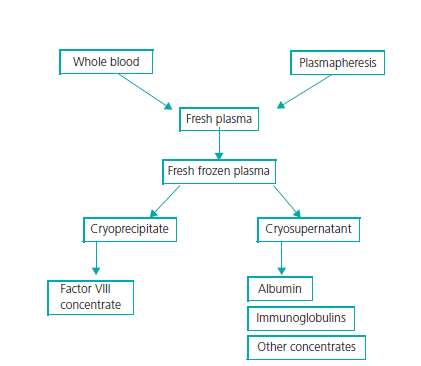 Whole blood
Plasmapheresis
Fresh plasma
Fresh frozen plasma
Cryoprecipitate
Cryosupernatant
Factor VIII
concentrate
Albumin
Immunoglobulins
Other concentrates